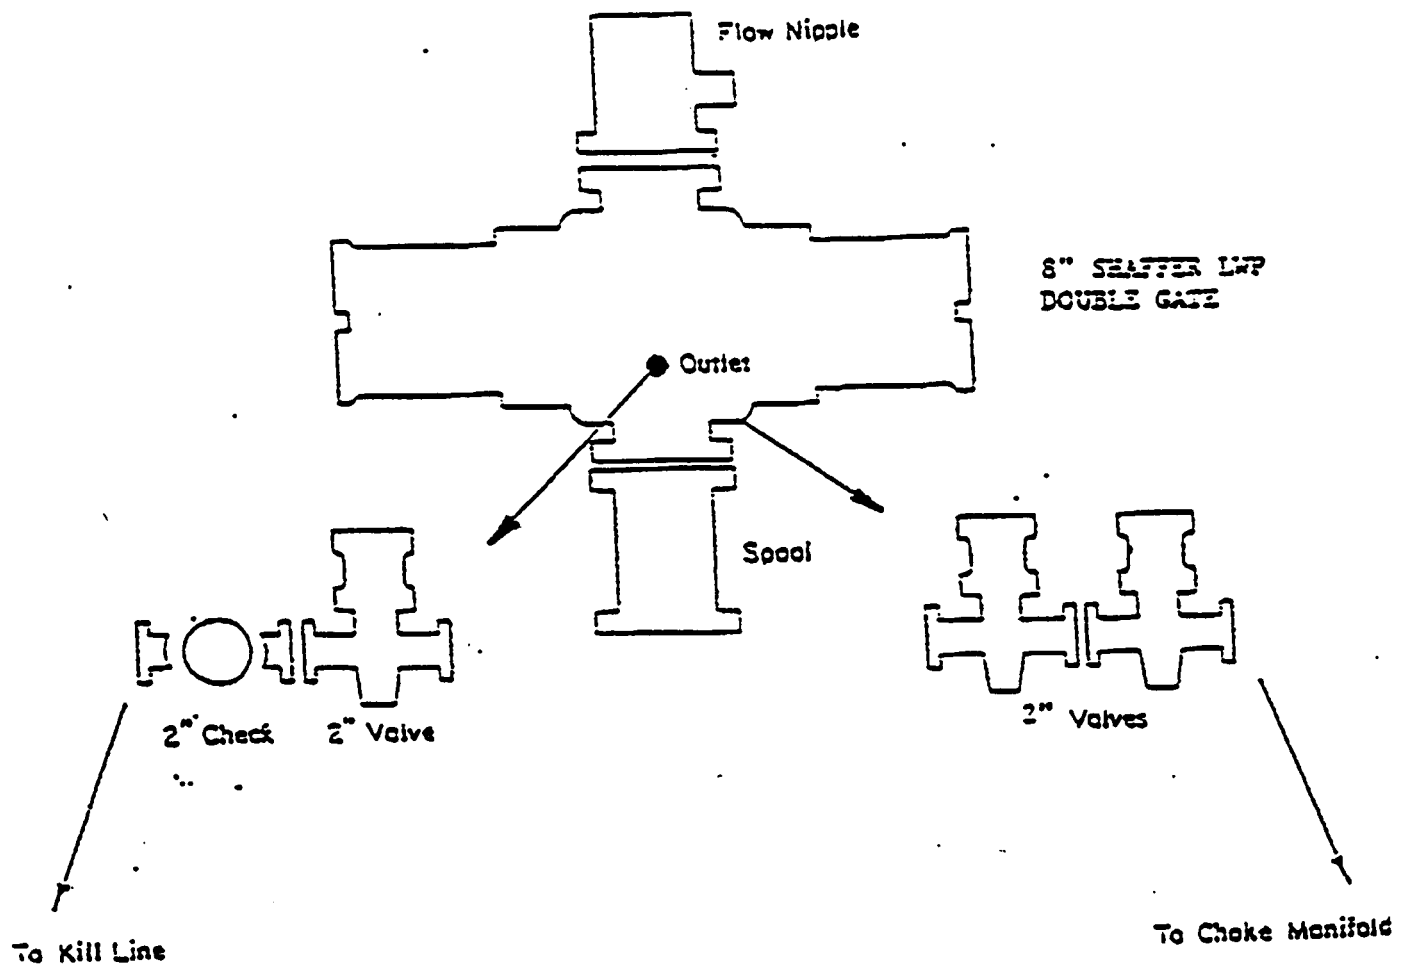 Flow Nipple
8" SHAFFER LWP
DOUBLE GATE
Outlet
Spool
2" Check
2" Valve
2" Valves
To Kill Line
To Choke Manifold